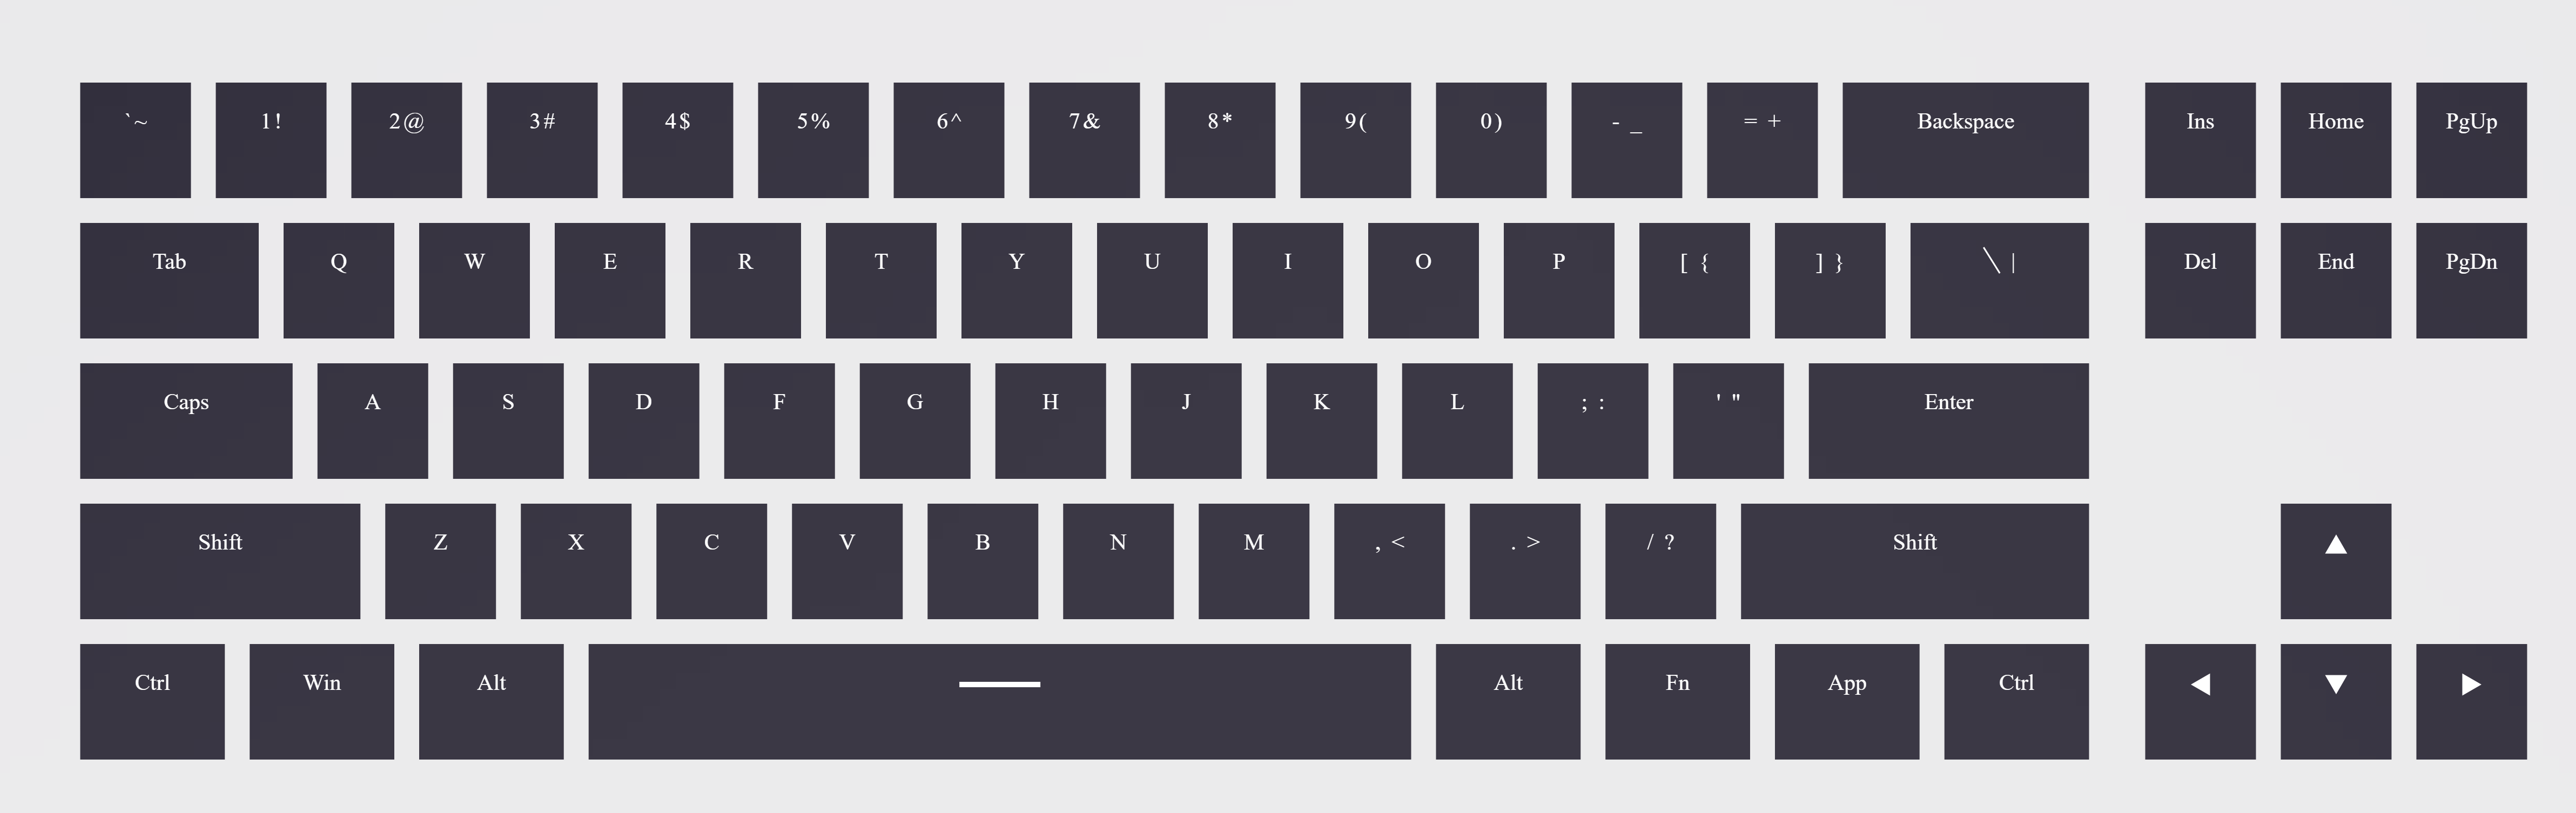 `~ 1! 2@ 3# 4$ 5% 6^ 7& 8* 9( 0) - _ = + Backspace Ins Home PgUp
Tab Q W E R T Y U I O P [ { ] } \ | Del End PgDn
Caps A S D F G H J K L ; : ' " Enter
Shift Z X C V B N M , < . > / ? Shift ▲
Ctrl Win Alt Alt Fn App Ctrl ◀ ▼ ▶